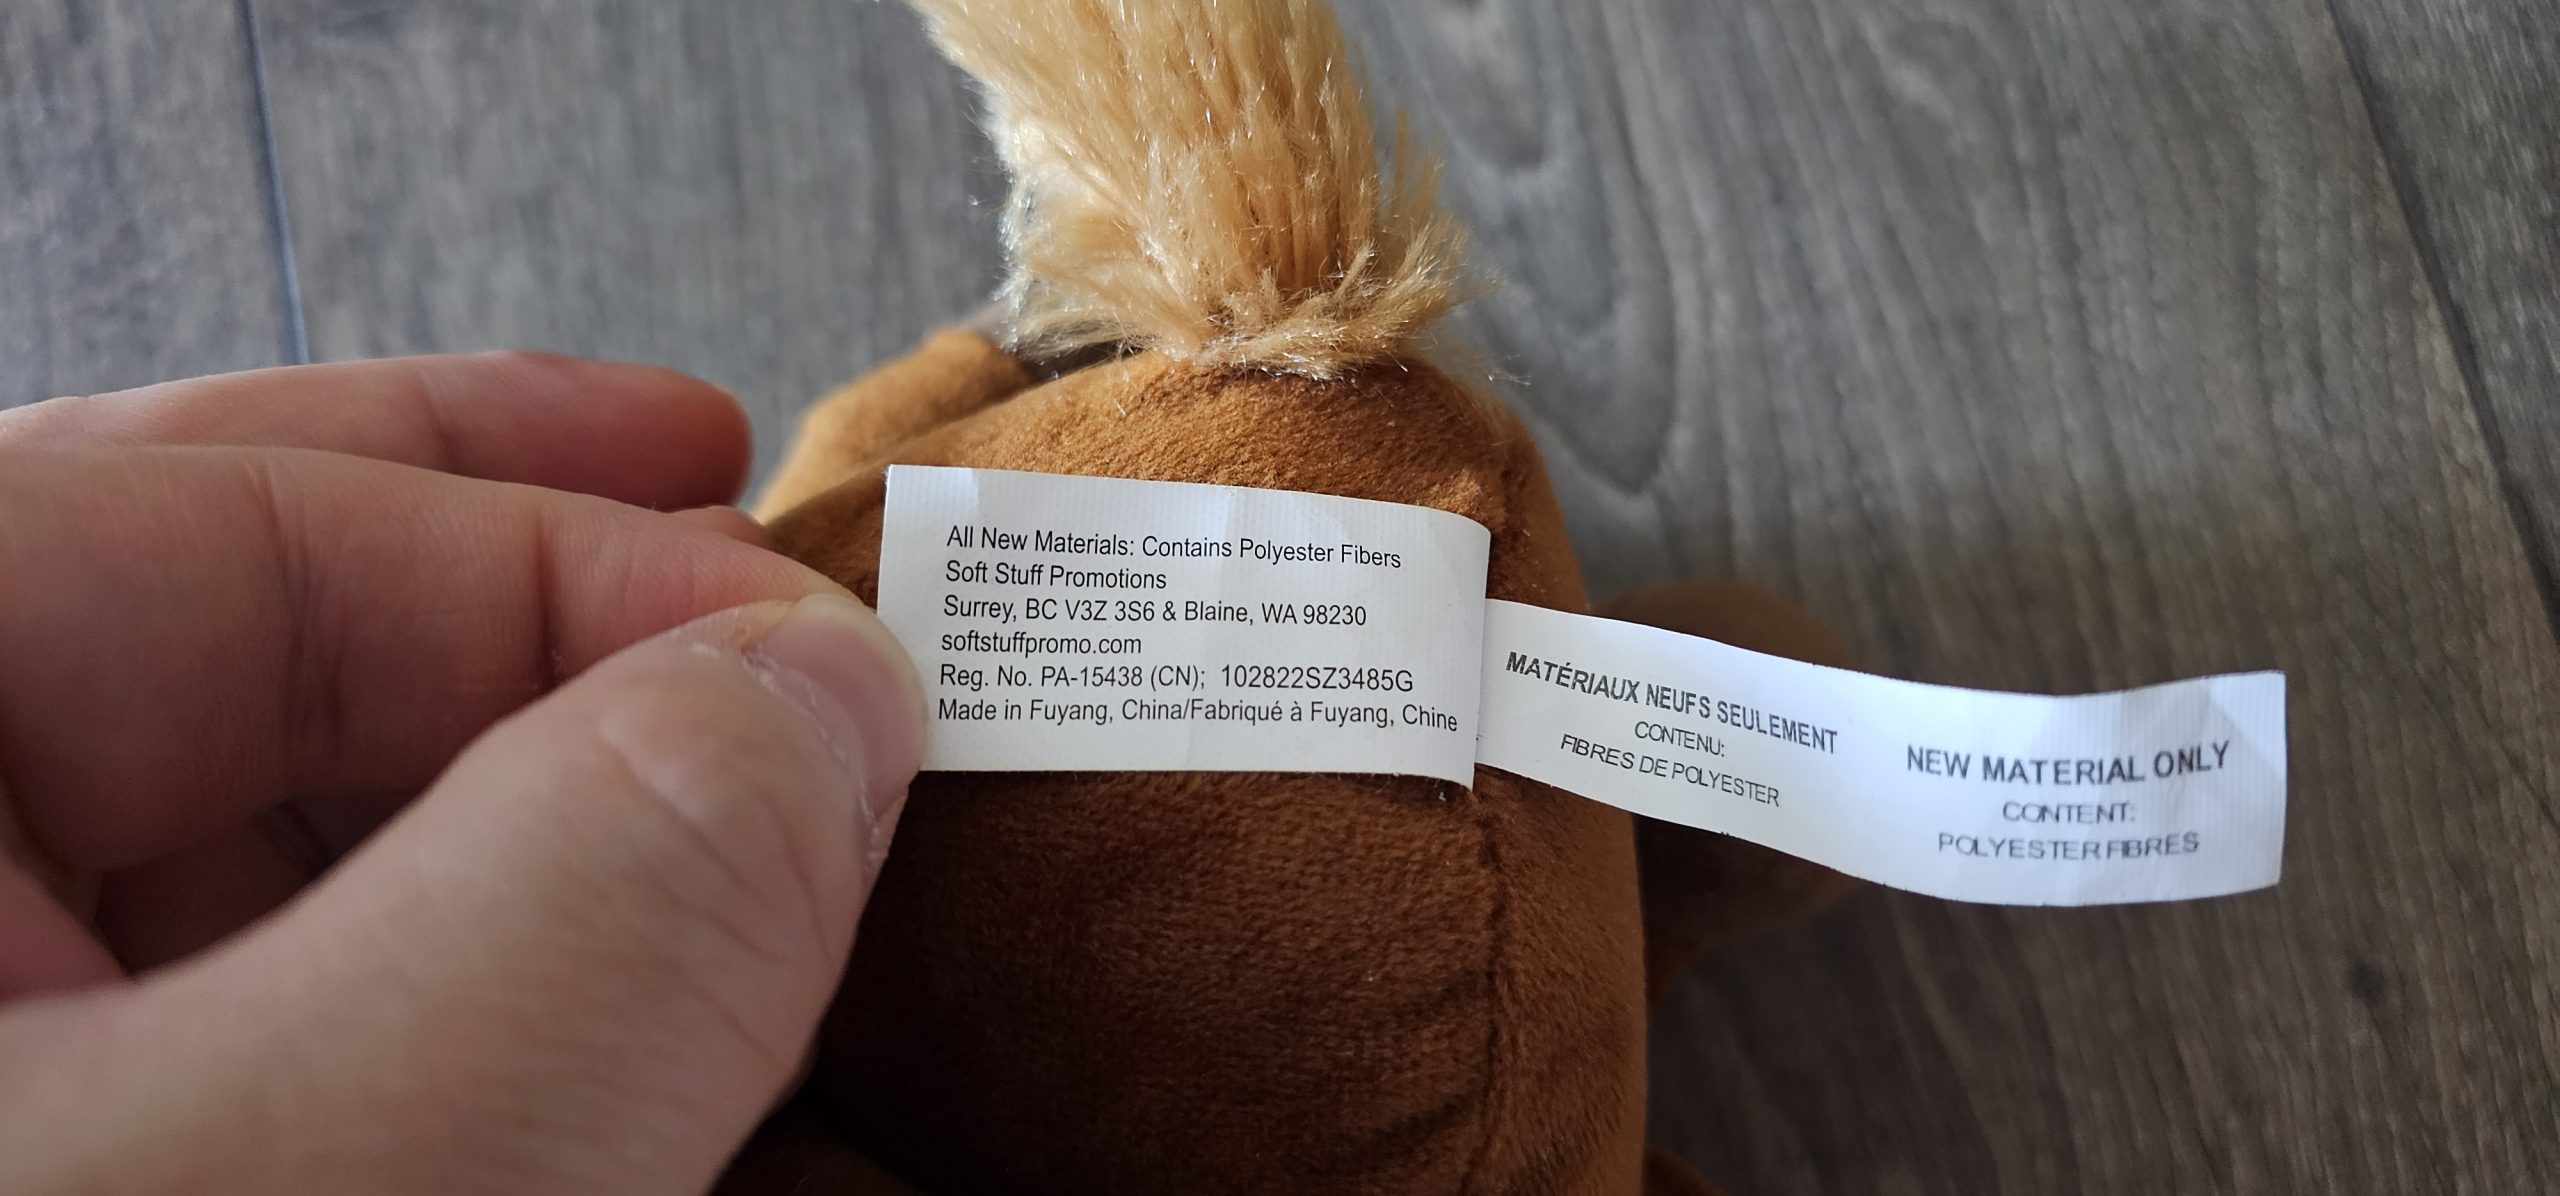 All New Materials: Contains Polyester Fibers
Soft Stuff Promotions
Surrey, BC V3Z 3S6 & Blaine, WA 98230
softstuffpromo.com
Reg. No. PA-15438 (CN); 102822SZ3485G
Made in Fuyang, China/Fabriqué à Fuyang, Chine
MATÉRIAUX NEUFS SEULEMENT
CONTENU:
FIBRES DE POLYESTER
NEW MATERIAL ONLY
CONTENT:
POLYESTER FIBRES